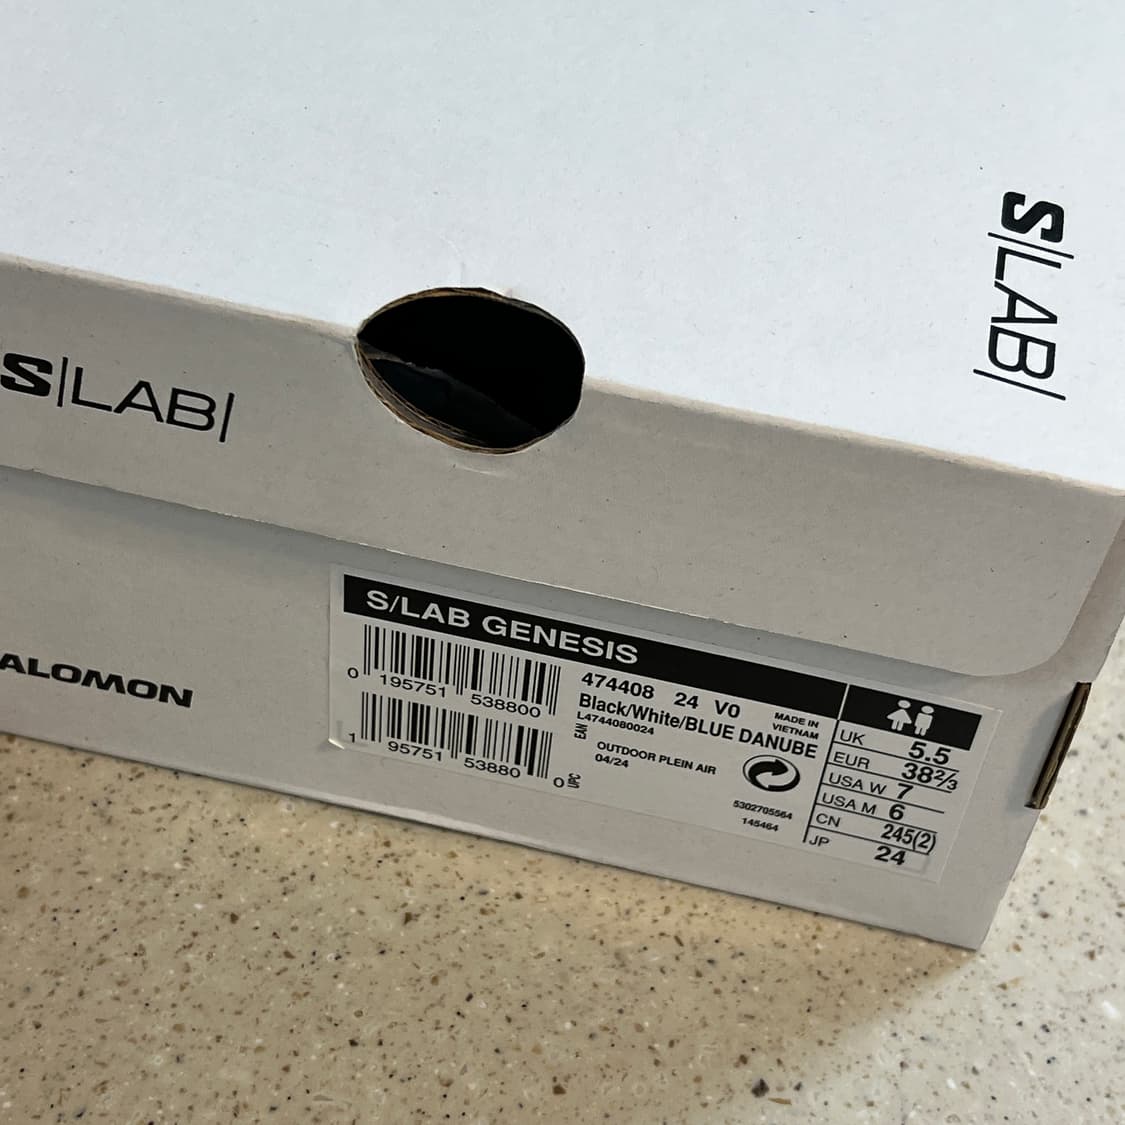 S|LAB|
S|LAB|
ALOMON
S/LAB GENESIS
0 195751 538800
1 95751 53880 0
EAN
UPC
474408 24 V0
Black/White/BLUE DANUBE
L4744080024
MADE IN
VIETNAM
OUTDOOR PLEIN AIR
04/24
5302705564
145464
UK 5.5
EUR 38⅔
USA W 7
USA M 6
CN 245(2)
JP 24